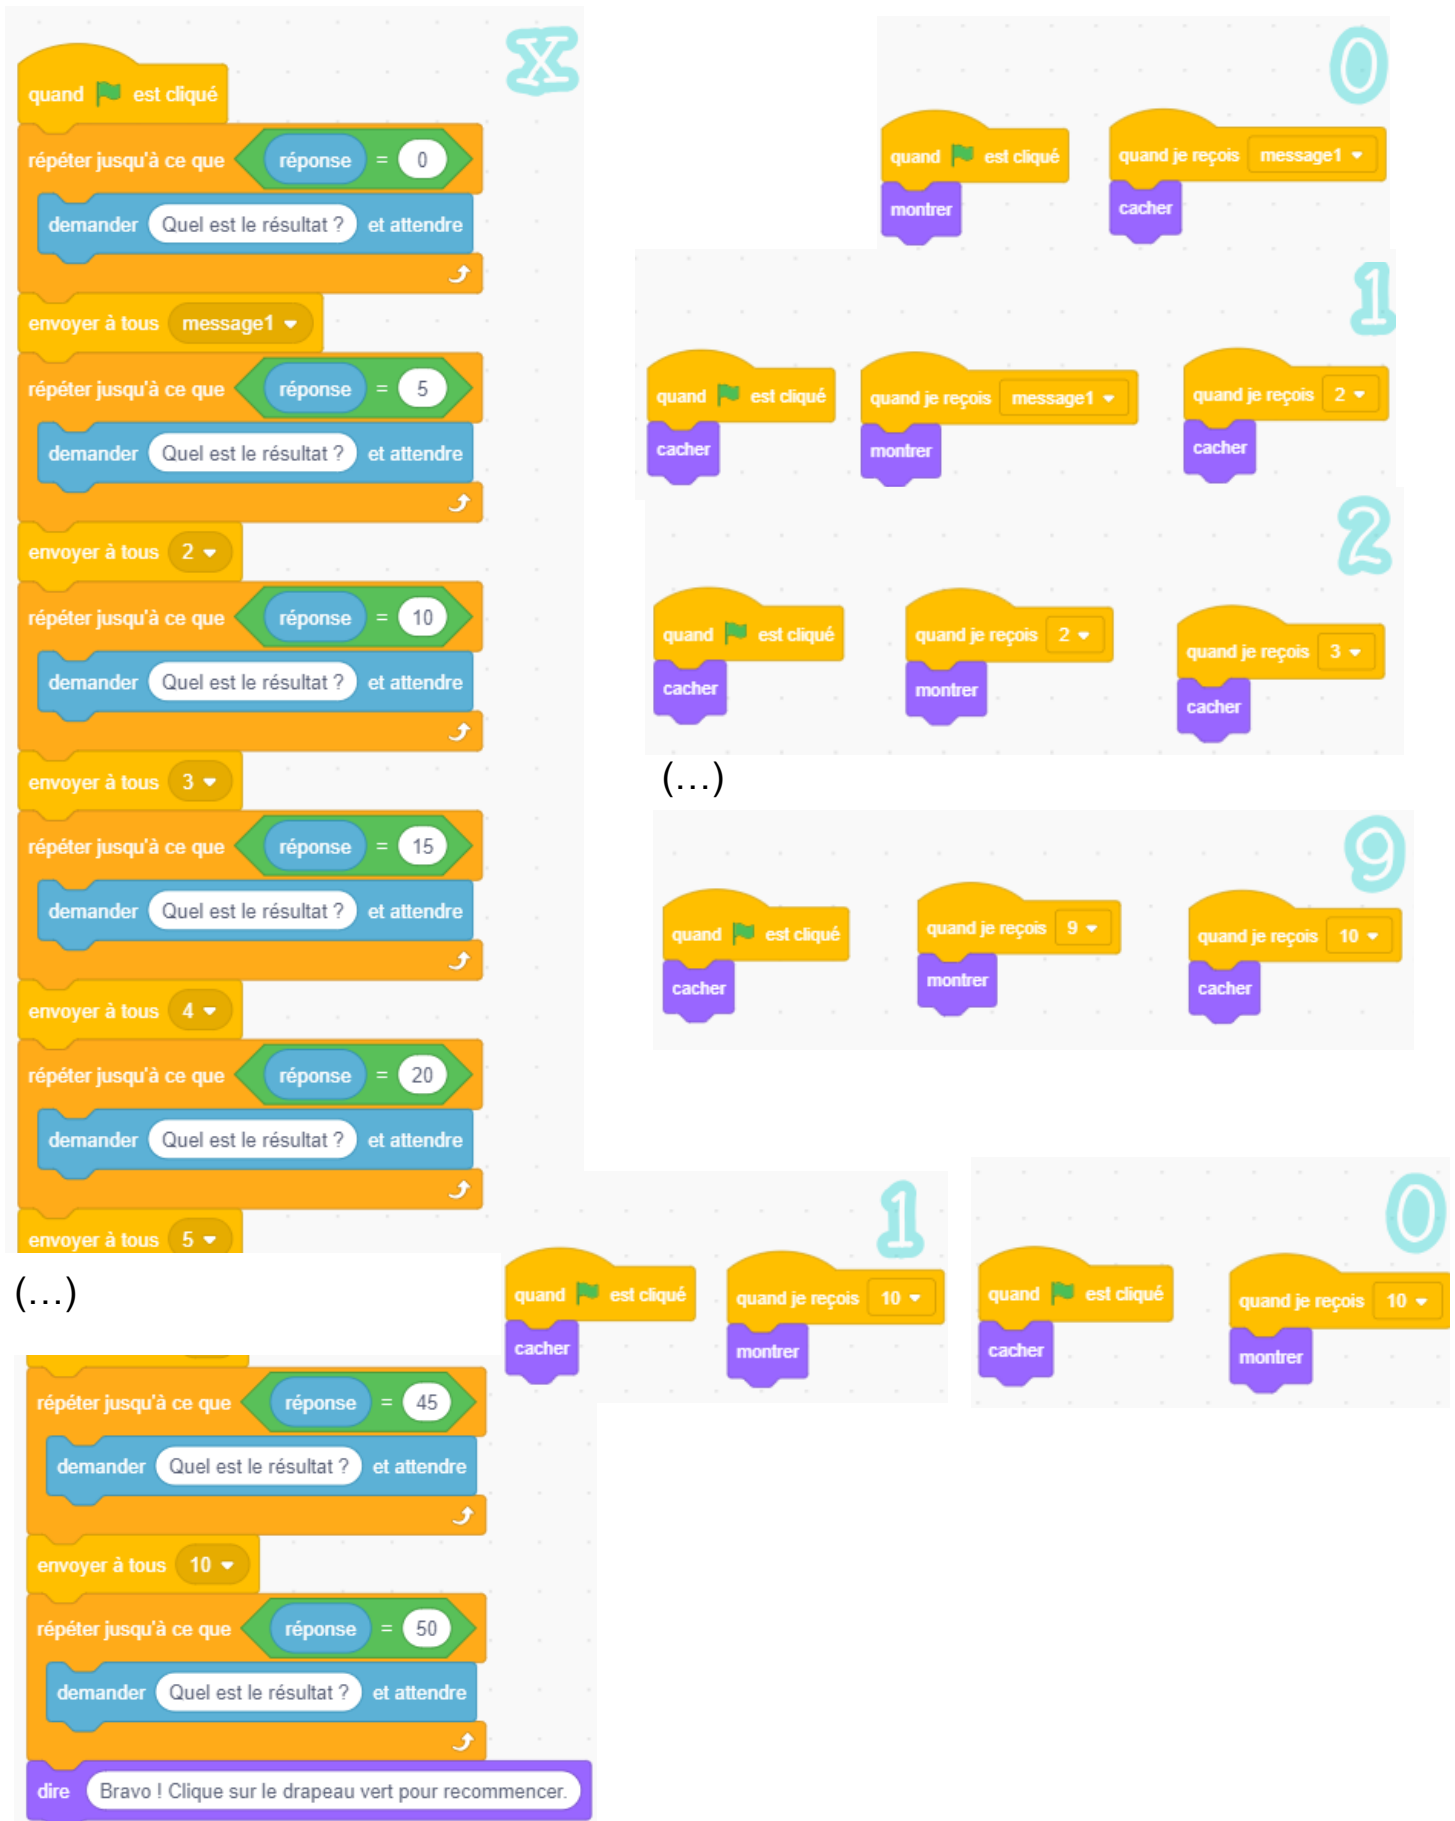 X
quand est cliqué
répéter jusqu'à ce que réponse = 0
demander Quel est le résultat ? et attendre
envoyer à tous message1
répéter jusqu'à ce que réponse = 5
demander Quel est le résultat ? et attendre
envoyer à tous 2
répéter jusqu'à ce que réponse = 10
demander Quel est le résultat ? et attendre
envoyer à tous 3
répéter jusqu'à ce que réponse = 15
demander Quel est le résultat ? et attendre
envoyer à tous 4
répéter jusqu'à ce que réponse = 20
demander Quel est le résultat ? et attendre
envoyer à tous 5
(...)
répéter jusqu'à ce que réponse = 45
demander Quel est le résultat ? et attendre
envoyer à tous 10
répéter jusqu'à ce que réponse = 50
demander Quel est le résultat ? et attendre
dire Bravo ! Clique sur le drapeau vert pour recommencer.
0
quand est cliqué
montrer
quand je reçois message1
cacher
1
quand est cliqué
cacher
quand je reçois message1
montrer
quand je reçois 2
cacher
2
quand est cliqué
cacher
quand je reçois 2
montrer
quand je reçois 3
cacher
(...)
9
quand est cliqué
cacher
quand je reçois 9
montrer
quand je reçois 10
cacher
1
quand est cliqué
cacher
quand je reçois 10
montrer
0
quand est cliqué
cacher
quand je reçois 10
montrer